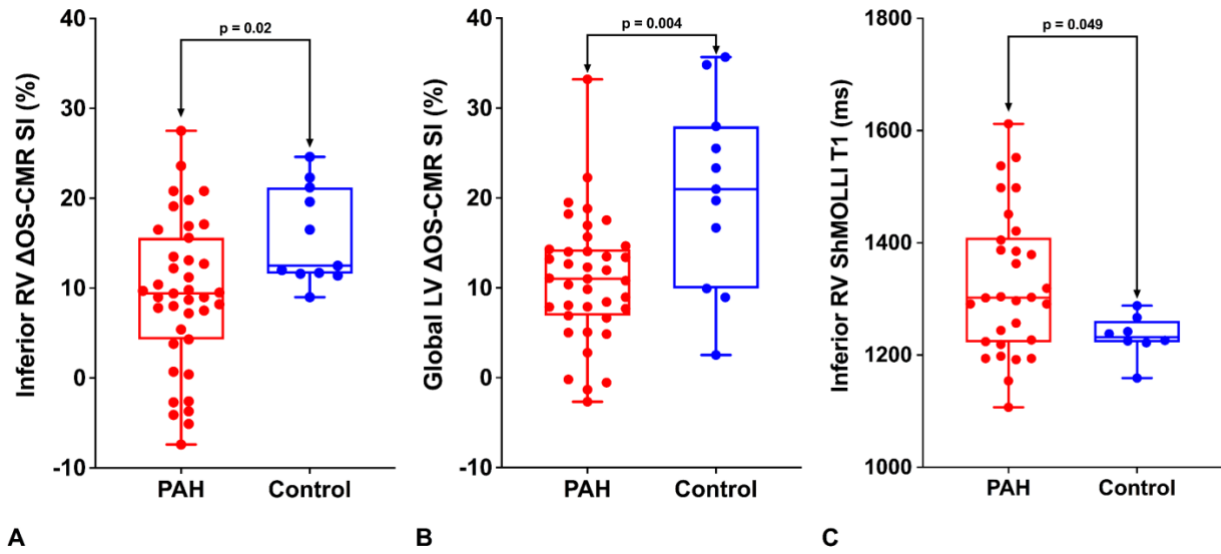 Inferior RV ΔOS-CMR SI (%)
40
30
20
10
0
-10
p = 0.02
PAH
Control
A
Global LV ΔOS-CMR SI (%)
40
30
20
10
0
-10
p = 0.004
PAH
Control
B
Inferior RV ShMOLLI T1 (ms)
1800
1600
1400
1200
1000
p = 0.049
PAH
Control
C